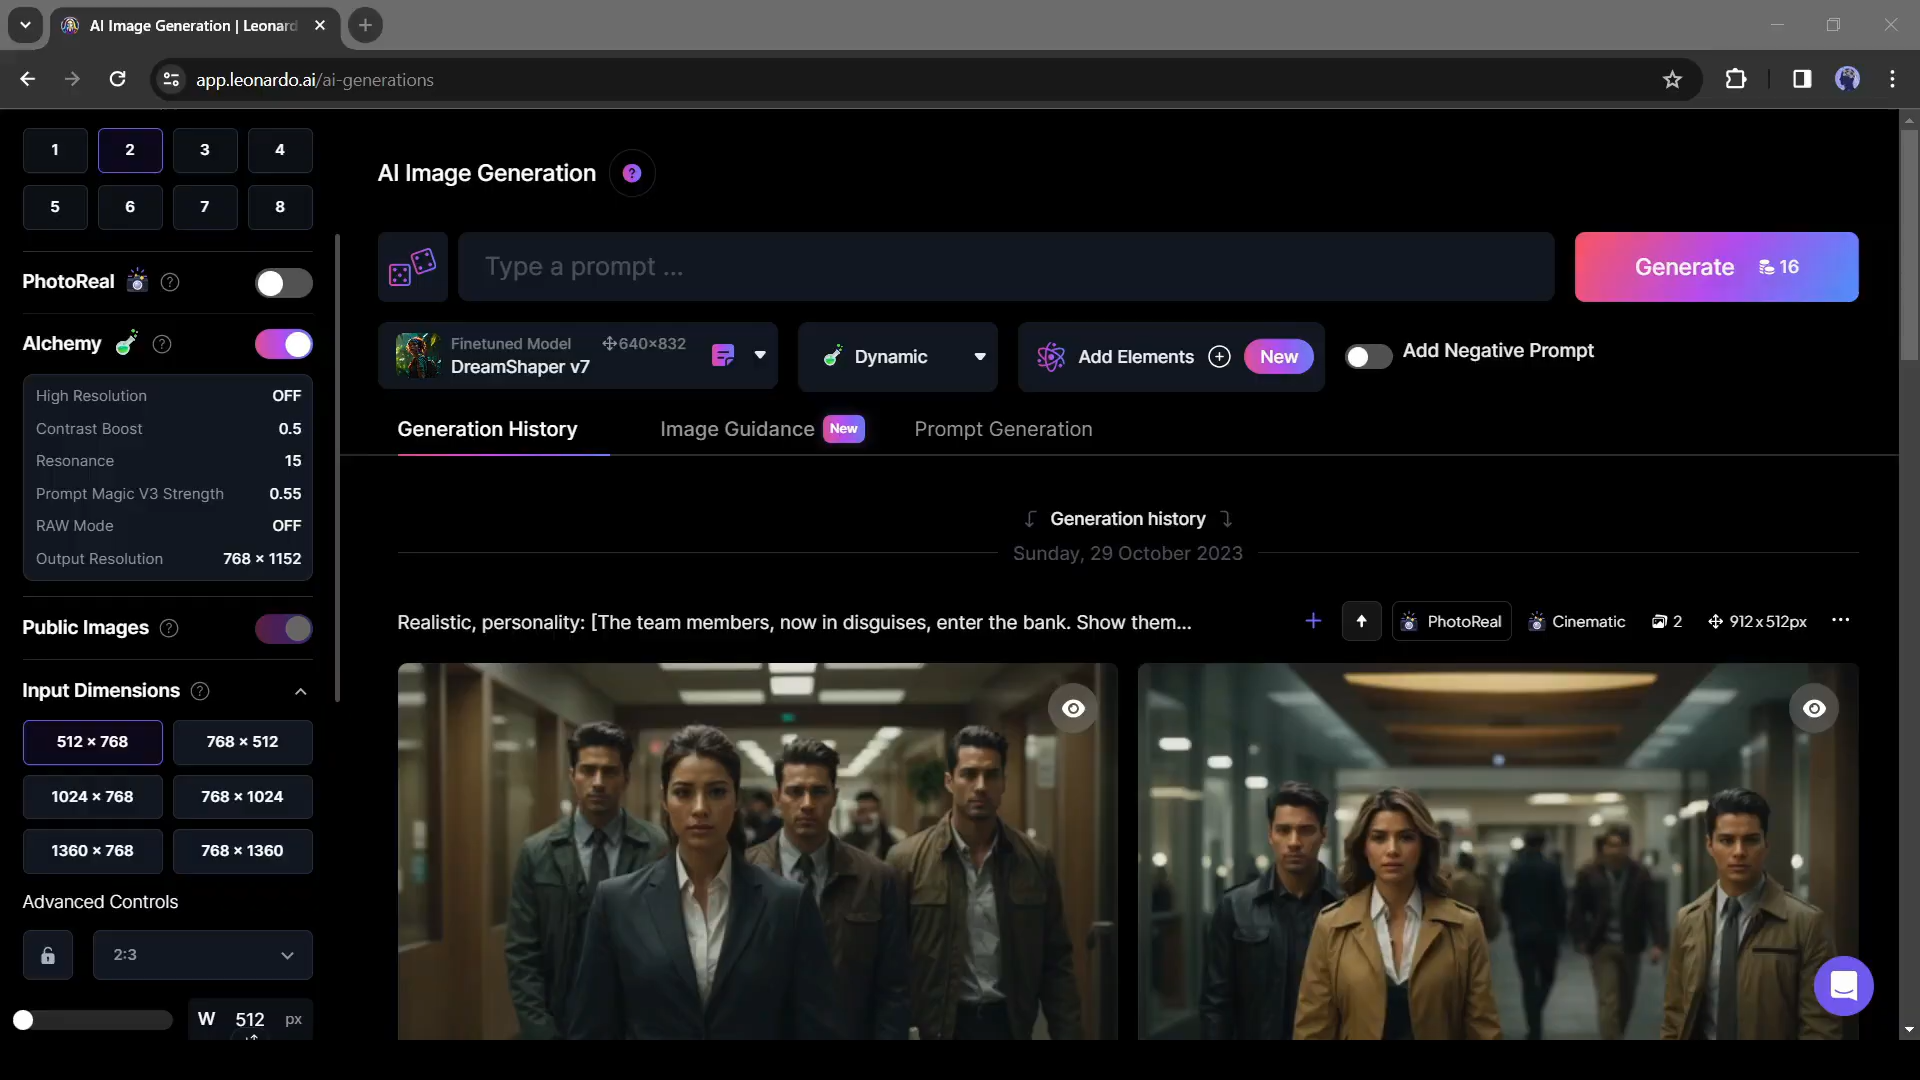 AI Image Generation | Leonard
app.leonardo.ai/ai-generations
1 2 3 4
5 6 7 8
PhotoReal
Alchemy
High Resolution OFF
Contrast Boost 0.5
Resonance 15
Prompt Magic V3 Strength 0.55
RAW Mode OFF
Output Resolution 768 × 1152
Public Images
Input Dimensions
512 × 768 768 × 512
1024 × 768 768 × 1024
1360 × 768 768 × 1360
Advanced Controls
2:3
W 512 px
AI Image Generation ?
Type a prompt ...
Generate 16
Finetuned Model 640×832
DreamShaper v7
Dynamic
Add Elements New
Add Negative Prompt
Generation History
Image Guidance New
Prompt Generation
Generation history
Sunday, 29 October 2023
Realistic, personality: [The team members, now in disguises, enter the bank. Show them...
PhotoReal Cinematic 2 912 x 512px